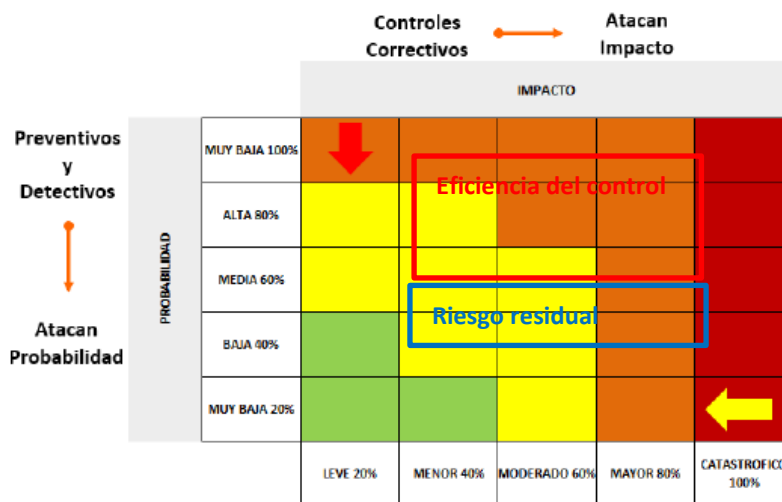 Controles
Correctivos
Atacan
Impacto
IMPACTO
Preventivos
y
Detectivos
Atacan
Probabilidad
PROBABILIDAD
MUY BAJA 100%
ALTA 80%
MEDIA 60%
BAJA 40%
MUY BAJA 20%
Eficiencia del control
Riesgo residual
LEVE 20%
MENOR 40%
MODERADO 60%
MAYOR 80%
CATASTROFICO
100%